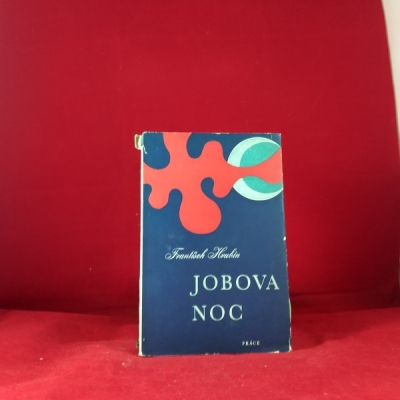 František Hrubín
JOBOVA
NOC
PRÁCE